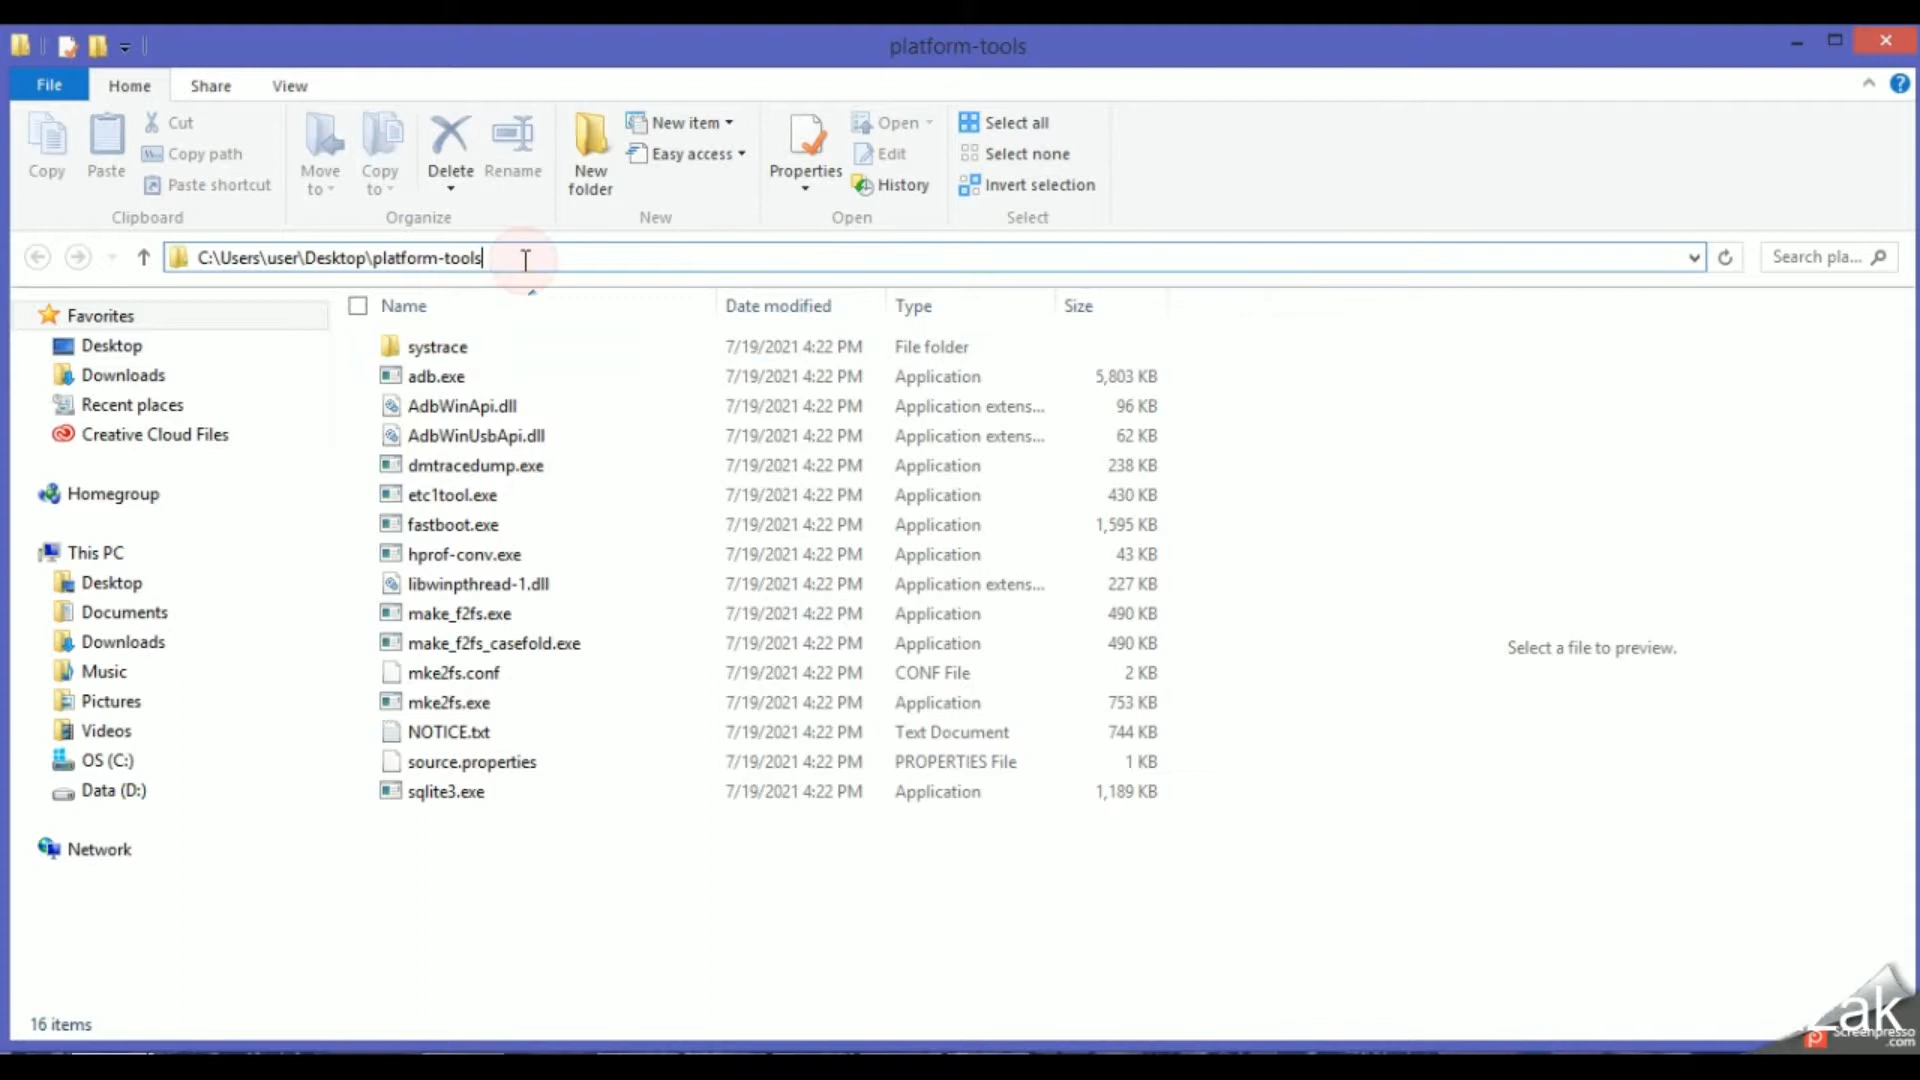 platform-tools
File Home Share View
Copy
Paste
Cut
Copy path
Paste shortcut
Clipboard
Move to
Copy to
Delete
Rename
Organize
New folder
New item
Easy access
New
Properties
Open
Edit
History
Open
Select all
Select none
Invert selection
Select
C:\Users\user\Desktop\platform-tools
Search pla...
Favorites
Desktop
Downloads
Recent places
Creative Cloud Files
Homegroup
This PC
Desktop
Documents
Downloads
Music
Pictures
Videos
OS (C:)
Data (D:)
Network
Name Date modified Type Size
systrace 7/19/2021 4:22 PM File folder
adb.exe 7/19/2021 4:22 PM Application 5,803 KB
AdbWinApi.dll 7/19/2021 4:22 PM Application extens... 96 KB
AdbWinUsbApi.dll 7/19/2021 4:22 PM Application extens... 62 KB
dmtracedump.exe 7/19/2021 4:22 PM Application 238 KB
etc1tool.exe 7/19/2021 4:22 PM Application 430 KB
fastboot.exe 7/19/2021 4:22 PM Application 1,595 KB
hprof-conv.exe 7/19/2021 4:22 PM Application 43 KB
libwinpthread-1.dll 7/19/2021 4:22 PM Application extens... 227 KB
make_f2fs.exe 7/19/2021 4:22 PM Application 490 KB
make_f2fs_casefold.exe 7/19/2021 4:22 PM Application 490 KB
mke2fs.conf 7/19/2021 4:22 PM CONF File 2 KB
mke2fs.exe 7/19/2021 4:22 PM Application 753 KB
NOTICE.txt 7/19/2021 4:22 PM Text Document 744 KB
source.properties 7/19/2021 4:22 PM PROPERTIES File 1 KB
sqlite3.exe 7/19/2021 4:22 PM Application 1,189 KB
Select a file to preview.
16 items
Screenpresso
.com